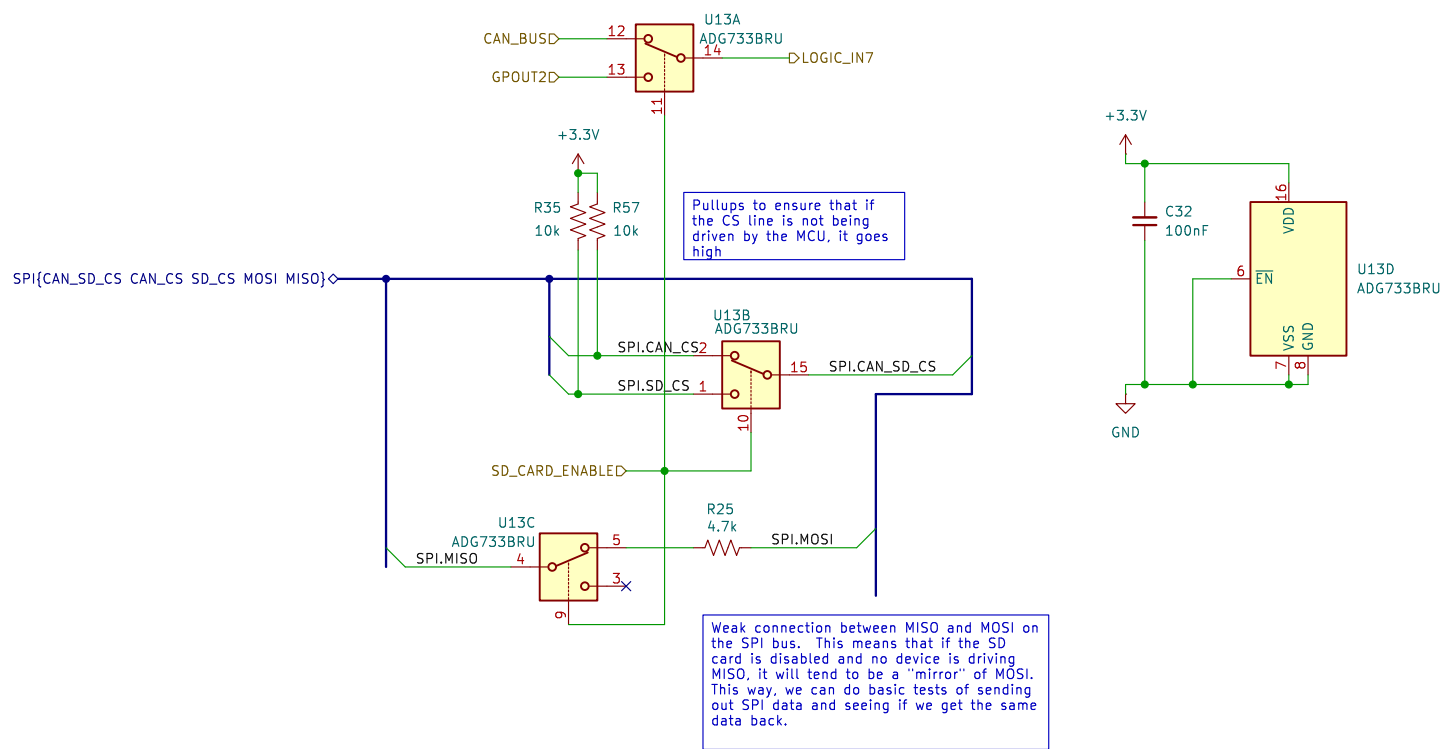 U13A
ADG733BRU
CAN_BUS
12
14
LOGIC_IN7
GPOUT2
13
11
+3.3V
R35
10k
R57
10k
Pullups to ensure that if
the CS line is not being
driven by the MCU, it goes
high
SPI{CAN_SD_CS CAN_CS SD_CS MOSI MISO}
U13B
ADG733BRU
SPI.CAN_CS
2
15
SPI.CAN_SD_CS
SPI.SD_CS
1
10
SD_CARD_ENABLE
U13C
ADG733BRU
SPI.MISO
4
5
3
9
R25
4.7k
SPI.MOSI
Weak connection between MISO and MOSI on
the SPI bus.  This means that if the SD
card is disabled and no device is driving
MISO, it will tend to be a "mirror" of MOSI.
This way, we can do basic tests of sending
out SPI data and seeing if we get the same
data back.
+3.3V
C32
100nF
16
VDD
6
EN
U13D
ADG733BRU
VSS
GND
7
8
GND